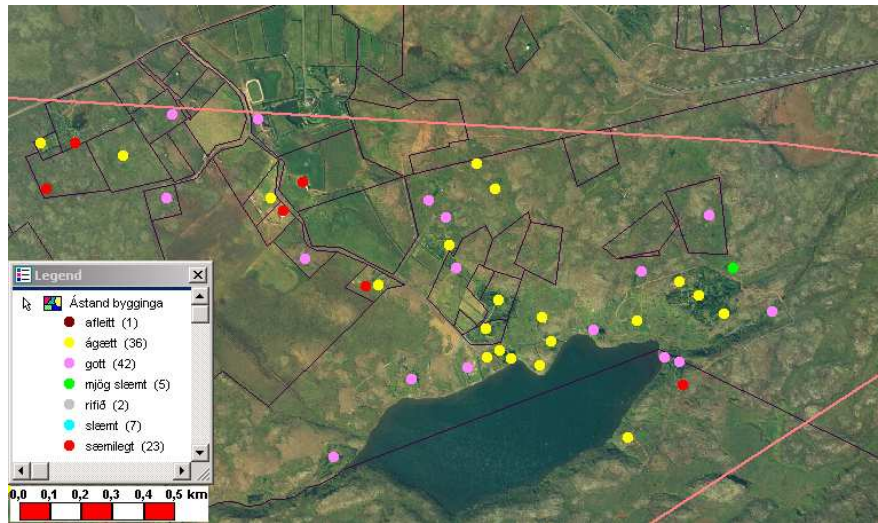 Legend
Ástand bygginga
afleitt (1)
ágætt (36)
gott (42)
mjög slæmt (5)
rifið (2)
slæmt (7)
sæmilegt (23)
0,0 0,1 0,2 0,3 0,4 0,5 km